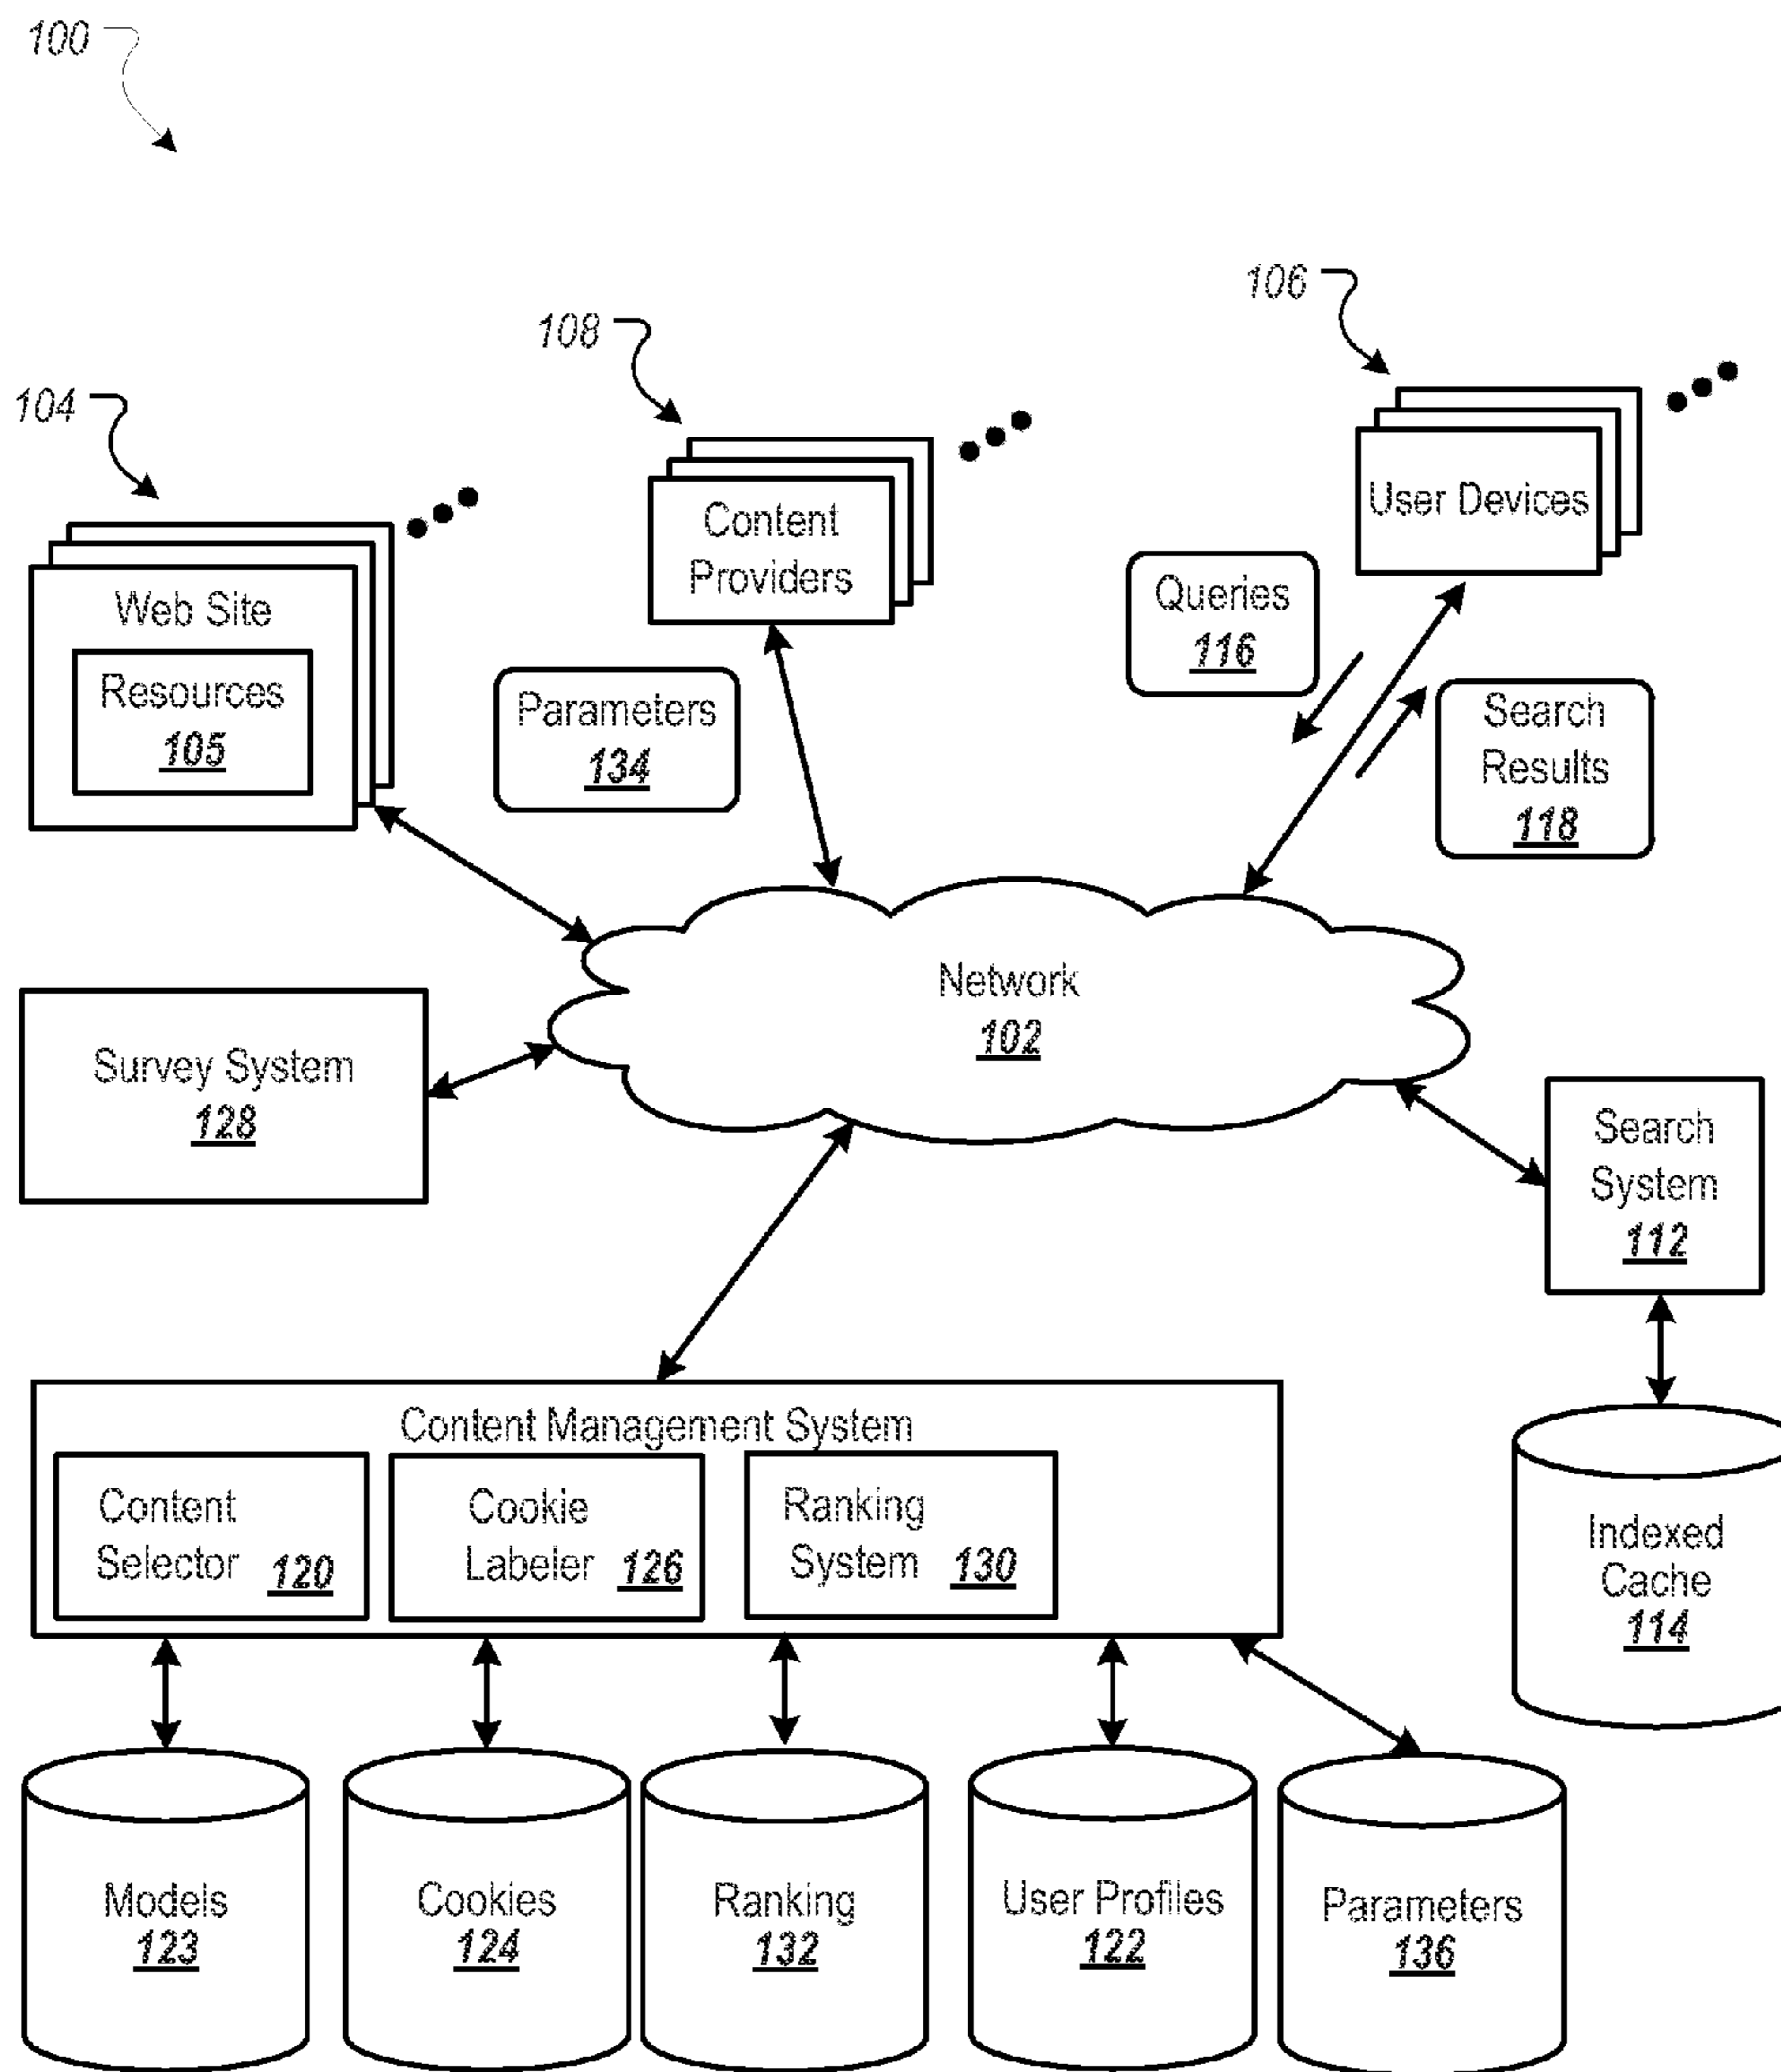 100
106
108
104
User Devices
Content
Providers
Queries
116
Web Site
Resources
105
Parameters
134
Search
Results
118
Network
102
Survey System
128
Search
System
112
Content Management System
Content
Selector 120
Cookie
Labeler 126
Ranking
System 130
Indexed
Cache
114
Models
123
Cookies
124
Ranking
132
User Profiles
122
Parameters
136